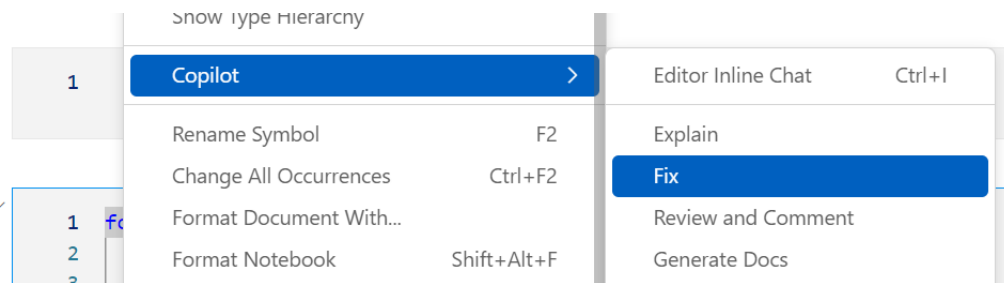 Show Type Hierarchy
1
Copilot
Editor Inline Chat Ctrl+I
Rename Symbol F2
Explain
Change All Occurrences Ctrl+F2
Fix
1
Format Document With...
Review and Comment
2
Format Notebook Shift+Alt+F
Generate Docs